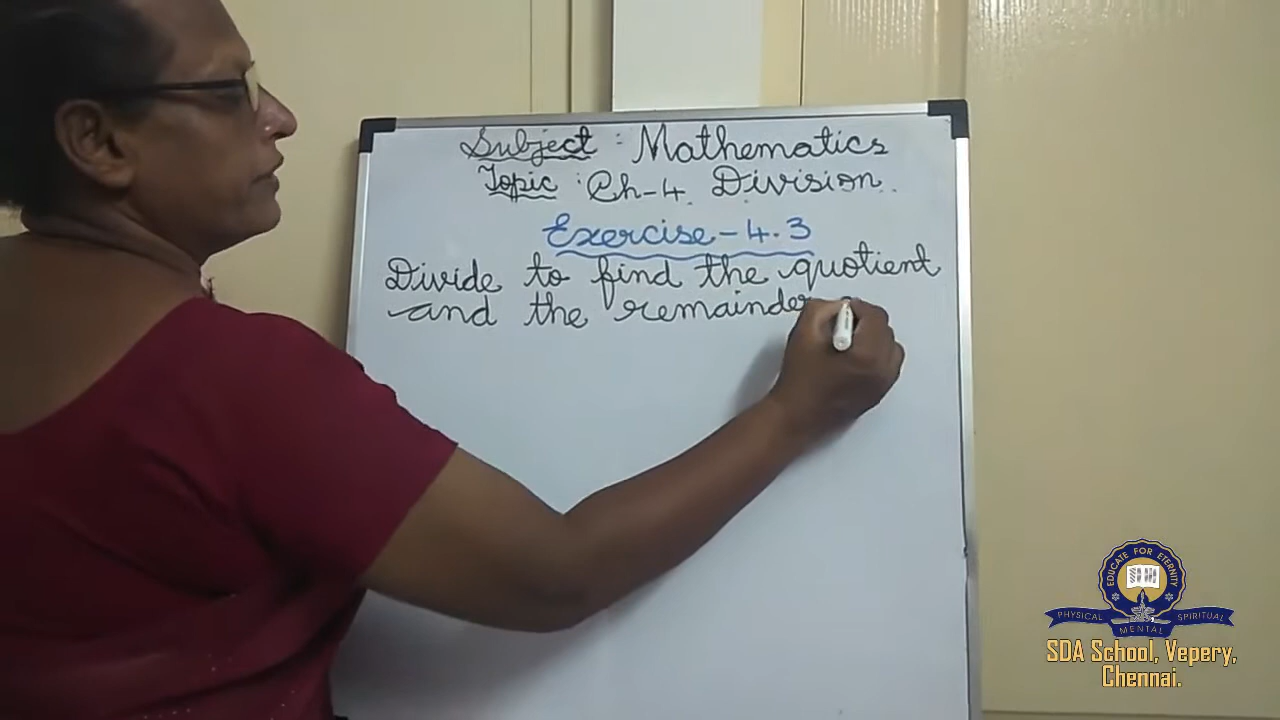 Subject : Mathematics
Topic : Ch-4 Division
Exercise - 4.3
Divide to find the quotient
and the remainder
EDUCATE FOR ETERNITY
PHYSICAL MENTAL SPIRITUAL
SDA School, Vepery,
Chennai.